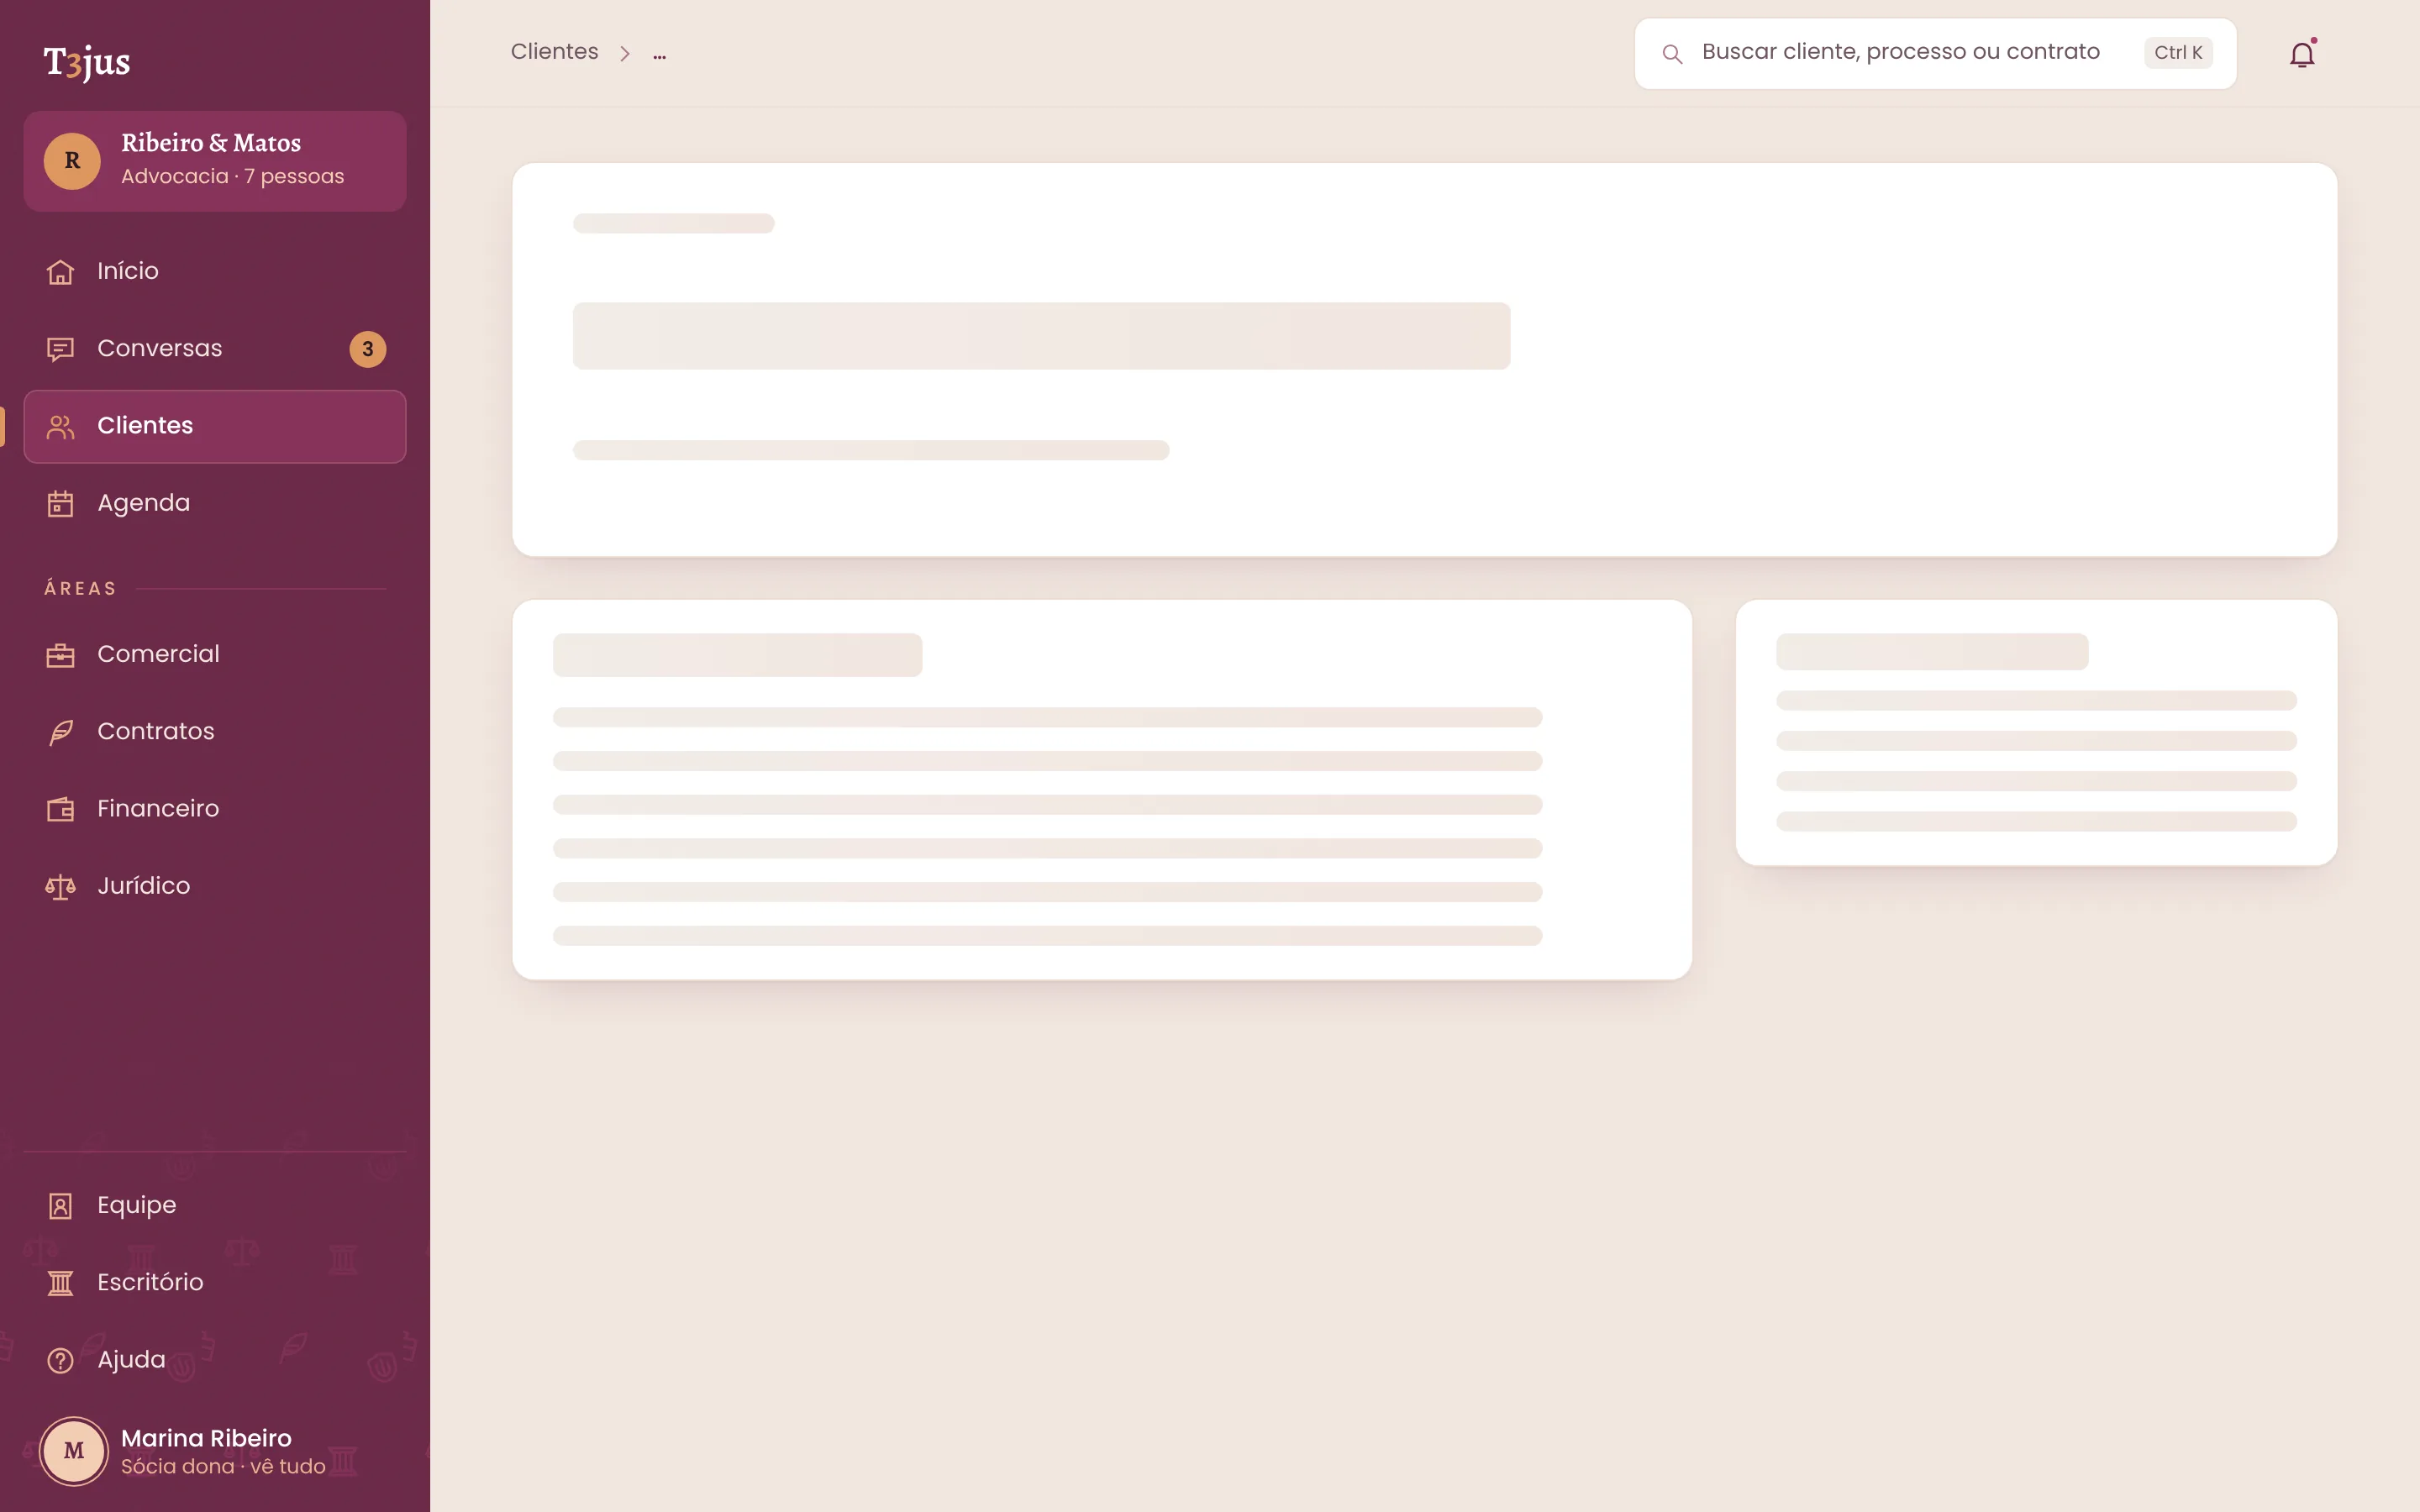 T3jus
R
Ribeiro & Matos
Advocacia · 7 pessoas
Início
Conversas
3
Clientes
Agenda
ÁREAS
Comercial
Contratos
Financeiro
Jurídico
Equipe
Escritório
Ajuda
M
Marina Ribeiro
Sócia dona · vê tudo
Clientes
...
Buscar cliente, processo ou contrato
Ctrl K